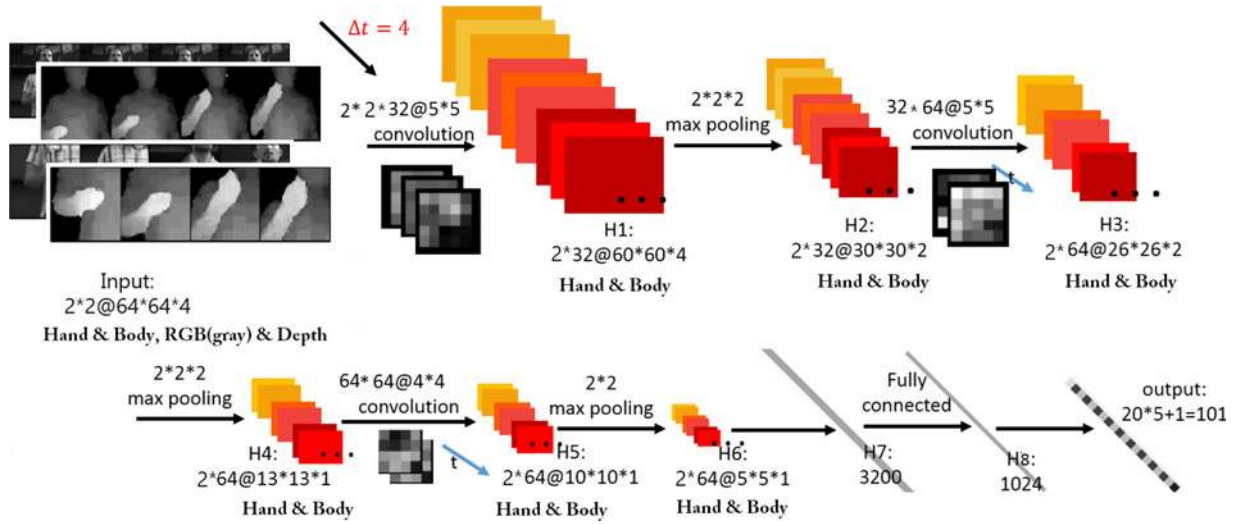 Δt = 4
2*2*32@5*5
convolution
2*2*2
max pooling
32*64@5*5
convolution
t
H1:
2*32@60*60*4
Hand & Body
H2:
2*32@30*30*2
Hand & Body
H3:
2*64@26*26*2
Hand & Body
Input:
2*2@64*64*4
Hand & Body, RGB(gray) & Depth
2*2*2
max pooling
64*64@4*4
convolution
t
2*2
max pooling
Fully
connected
output:
20*5+1=101
H4:
2*64@13*13*1
Hand & Body
H5:
2*64@10*10*1
Hand & Body
H6:
2*64@5*5*1
Hand & Body
H7:
3200
H8:
1024